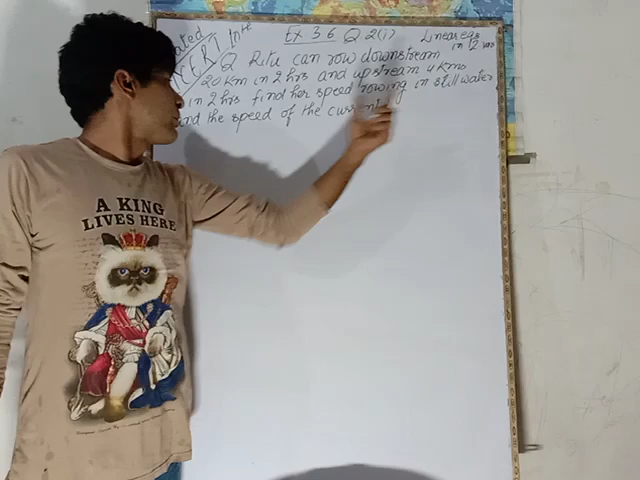 Ex 3.6 Q 2(i) Linear eqs
in 2 var
NCERT 10th
Q Ritu can row downstream
20 Km in 2 hrs and upstream 4 kms
in 2 hrs find her speed rowing in still water
and the speed of the current
A KING
LIVES HERE